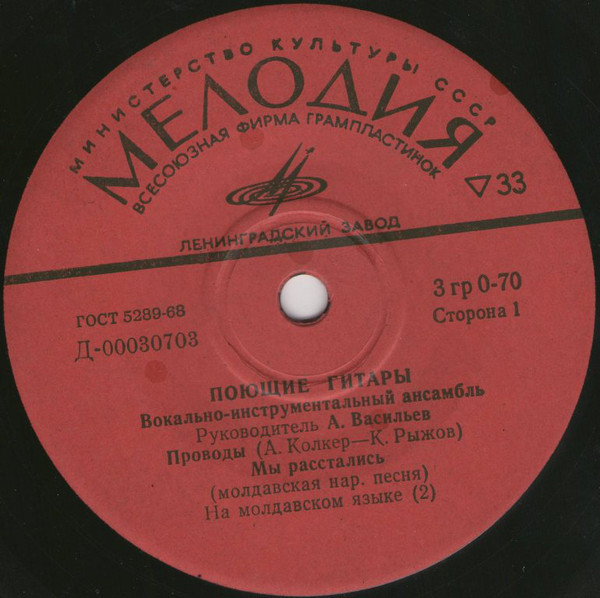 МИНИСТЕРСТВО КУЛЬТУРЫ СССР
МЕЛОДИЯ
ВСЕСОЮЗНАЯ ФИРМА ГРАМПЛАСТИНОК
33
ЛЕНИНГРАДСКИЙ ЗАВОД
ГОСТ 5289-68
Д-00030703
3 гр 0-70
Сторона 1
ПОЮЩИЕ ГИТАРЫ
Вокально-инструментальный ансамбль
Руководитель А. Васильев
Проводы (А. Колкер—К. Рыжов)
Мы расстались
(молдавская нар. песня)
На молдавском языке (2)